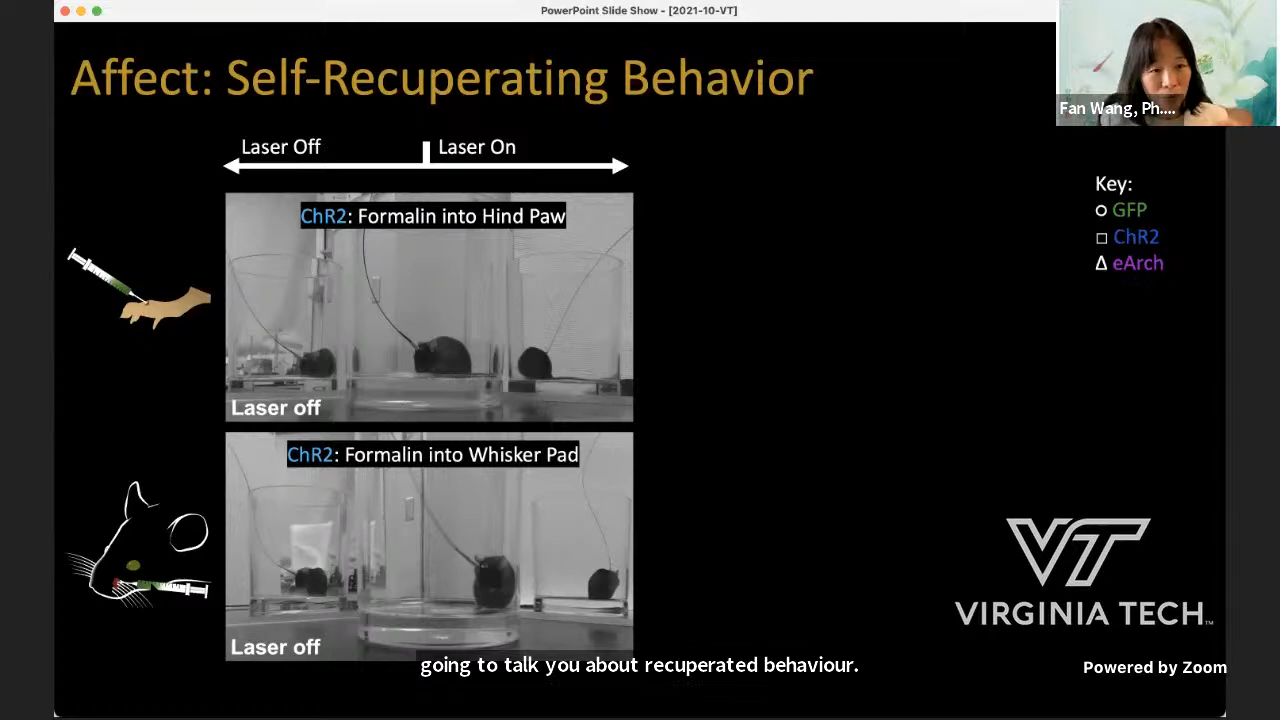 PowerPoint Slide Show - [2021-10-VT]
Affect: Self-Recuperating Behavior
Fan Wang, Ph....
Laser Off
Laser On
Key:
GFP
ChR2
eArch
ChR2: Formalin into Hind Paw
Laser off
ChR2: Formalin into Whisker Pad
Laser off
VT
VIRGINIA TECH™
going to talk you about recuperated behaviour.
Powered by Zoom